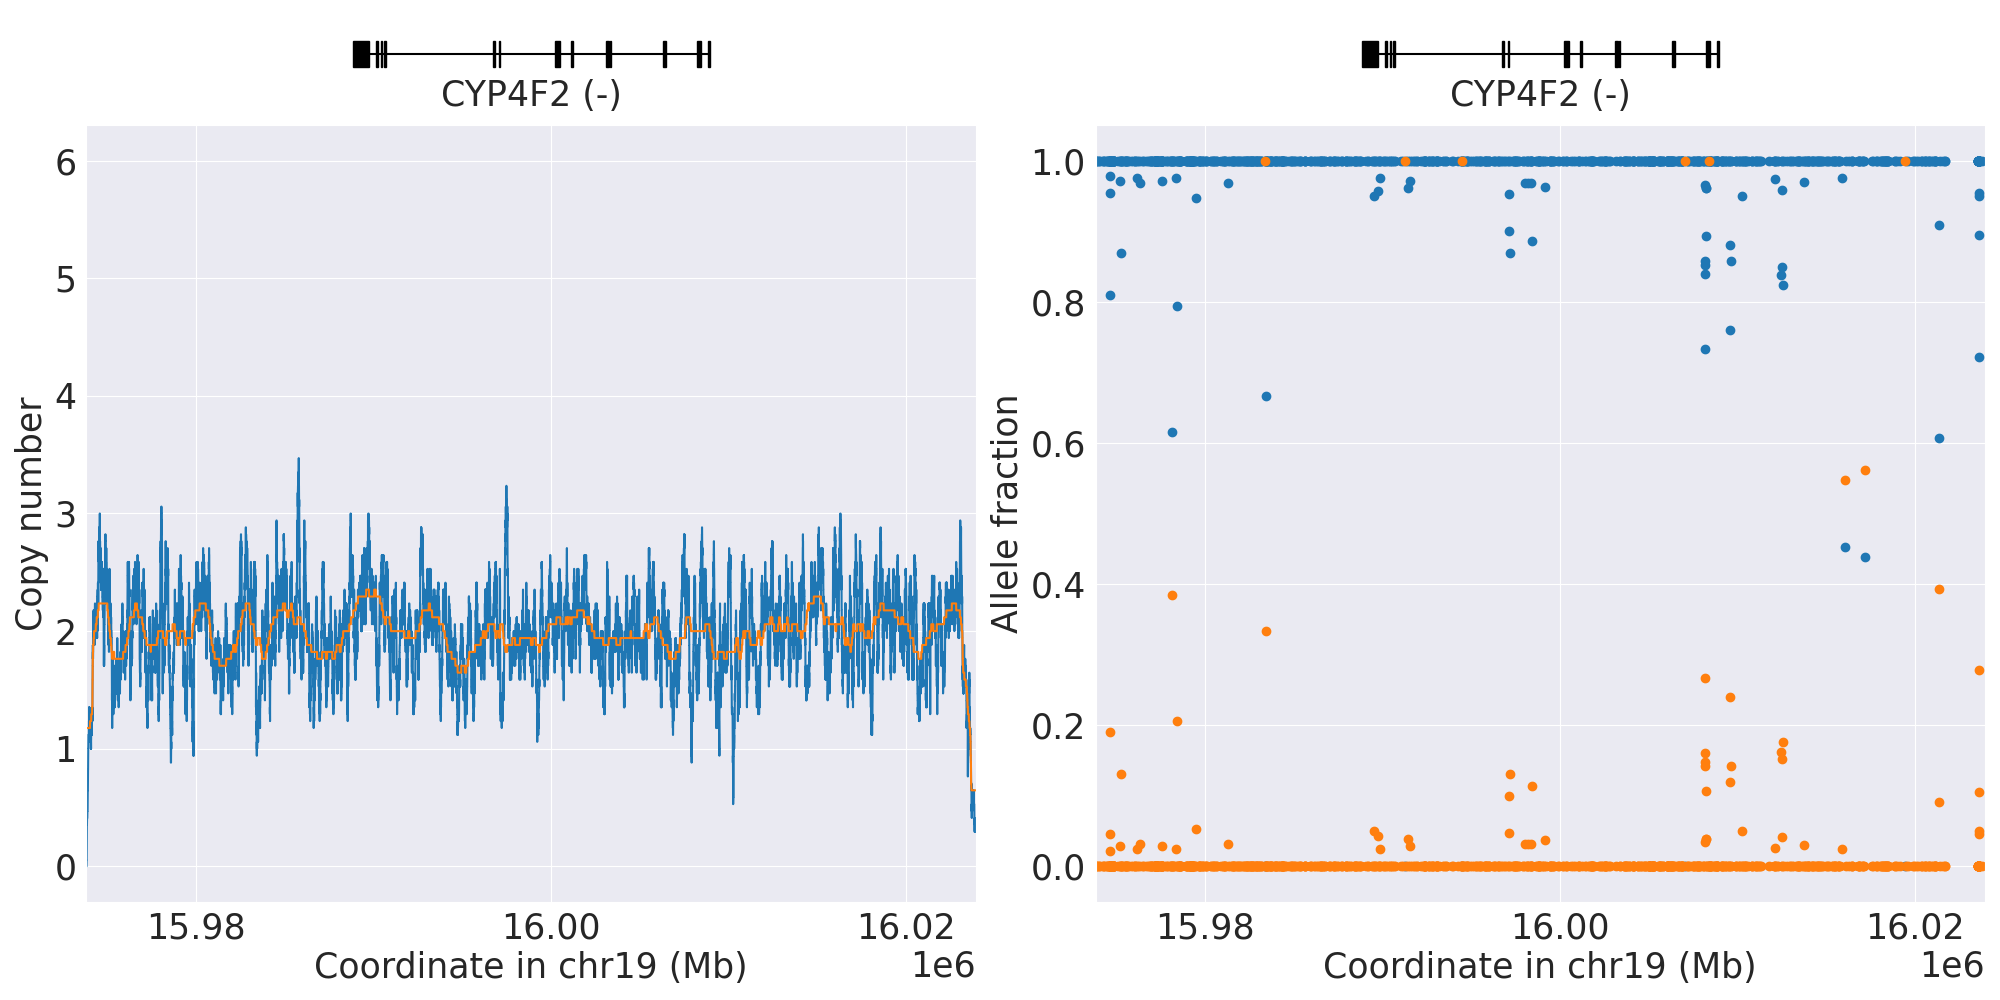 CYP4F2 (-)
6
5
4
3
2
1
0
Copy number
15.98
16.00
16.02
Coordinate in chr19 (Mb)
1e6
CYP4F2 (-)
1.0
0.8
0.6
0.4
0.2
0.0
Allele fraction
15.98
16.00
16.02
Coordinate in chr19 (Mb)
1e6